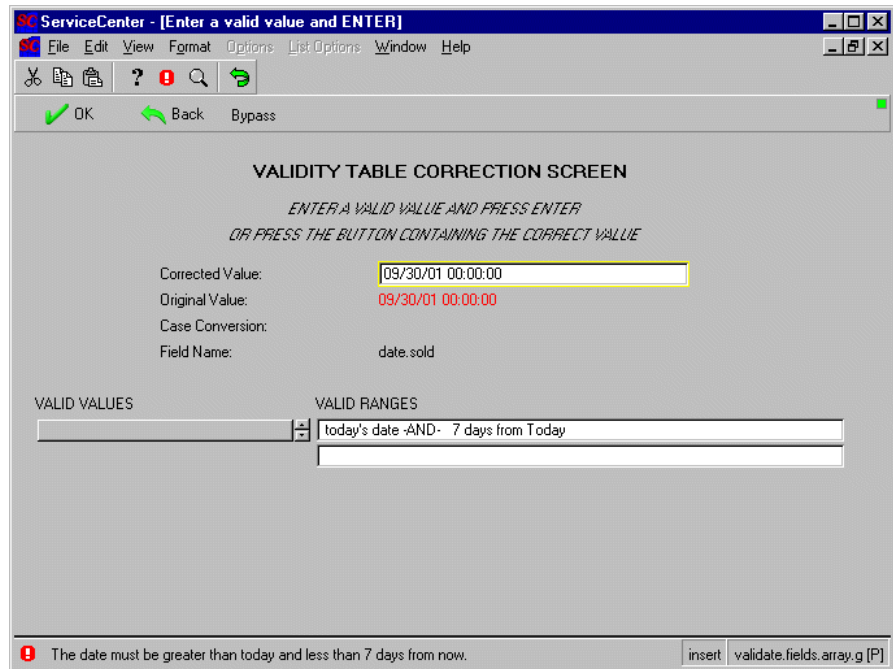 SC ServiceCenter - [Enter a valid value and ENTER]
SC File Edit View Format Options List Options Window Help
?
OK Back Bypass
VALIDITY TABLE CORRECTION SCREEN
ENTER A VALID VALUE AND PRESS ENTER
OR PRESS THE BUTTON CONTAINING THE CORRECT VALUE
Corrected Value: 09/30/01 00:00:00
Original Value: 09/30/01 00:00:00
Case Conversion:
Field Name: date.sold
VALID VALUES VALID RANGES
today's date -AND- 7 days from Today
The date must be greater than today and less than 7 days from now. insert validate.fields.array.g [P]